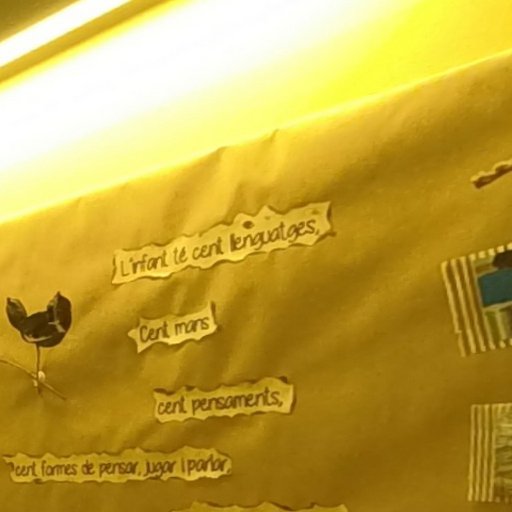 L'infant té cent llenguatges,
Cent mans
cent pensaments,
cent formes de pensar, jugar i parlar,